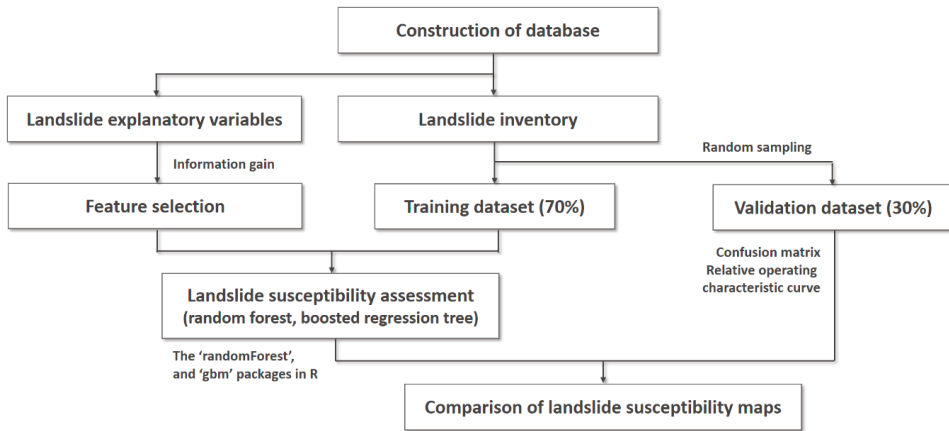 Construction of database
Landslide explanatory variables
Landslide inventory
Information gain
Random sampling
Feature selection
Training dataset (70%)
Validation dataset (30%)
Confusion matrix
Relative operating
characteristic curve
Landslide susceptibility assessment
(random forest, boosted regression tree)
The ‘randomForest’,
and ‘gbm’ packages in R
Comparison of landslide susceptibility maps